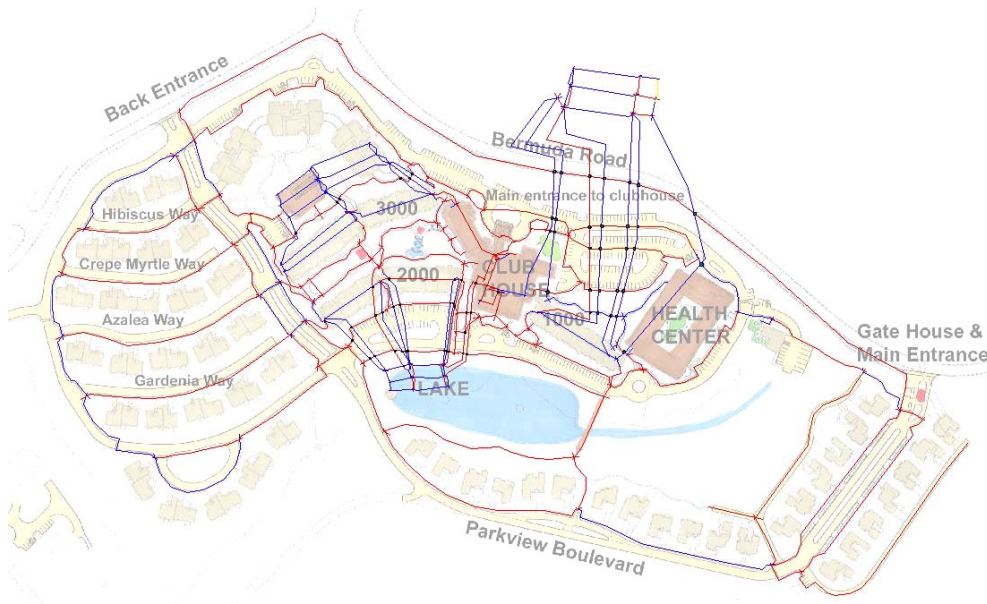 Back Entrance
Bermuda Road
Main entrance to clubhouse
Hibiscus Way
3000
Crepe Myrtle Way
2000
CLUB
HOUSE
Azalea Way
1000
HEALTH
CENTER
Gate House &
Main Entrance
Gardenia Way
LAKE
Parkview Boulevard